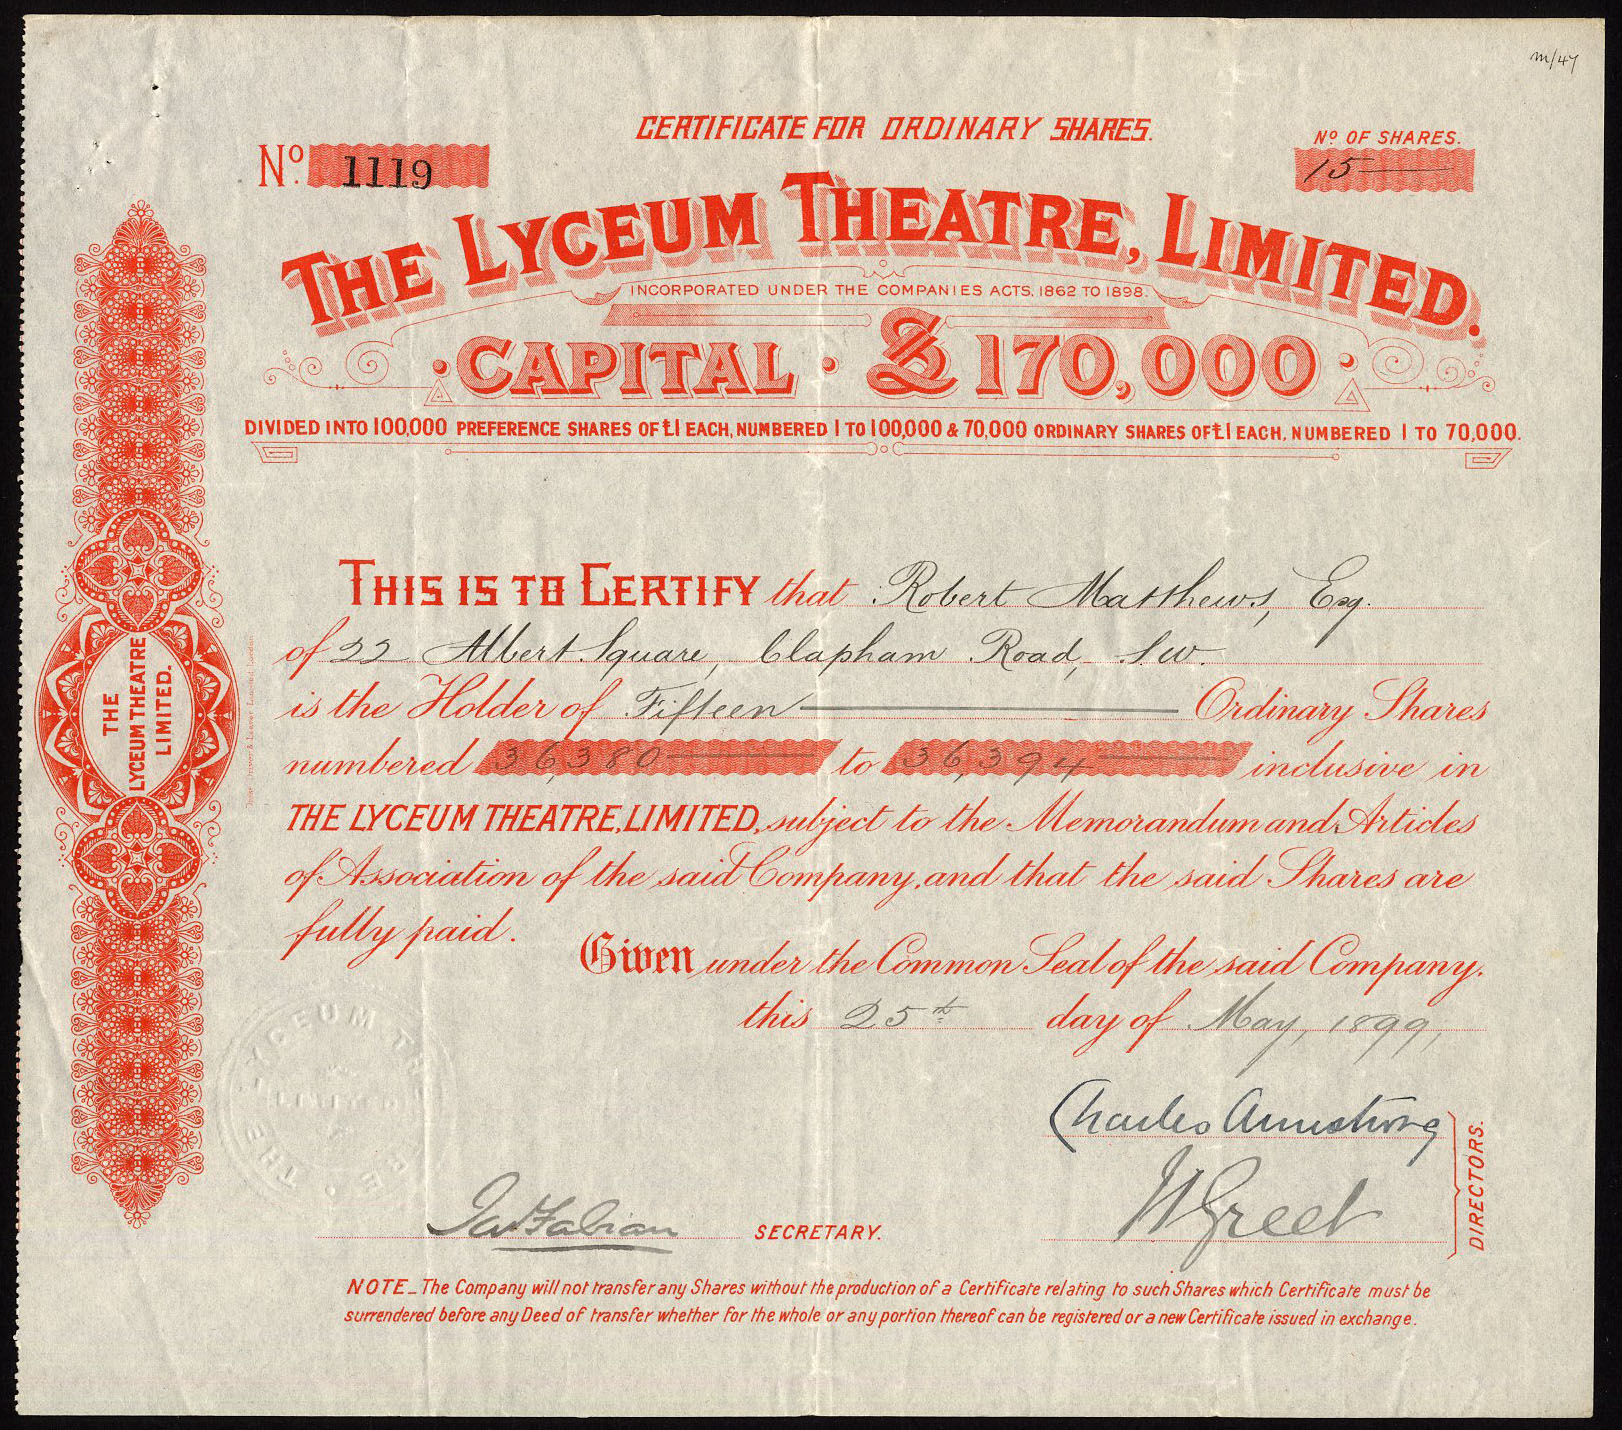 m/47
CERTIFICATE FOR ORDINARY SHARES.
Nº. 1119
Nº OF SHARES.
15
THE LYCEUM THEATRE, LIMITED.
INCORPORATED UNDER THE COMPANIES ACTS, 1862 TO 1898.
CAPITAL · £170,000
DIVIDED INTO 100,000 PREFERENCE SHARES OF £1 EACH, NUMBERED 1 TO 100,000 & 70,000 ORDINARY SHARES OF £1 EACH, NUMBERED 1 TO 70,000.
THIS IS TO CERTIFY that Robert Matthews, Esq.
of 22 Albert Square, Clapham Road, S.W.
is the Holder of Fifteen Ordinary Shares
numbered 36,380 to 36,394 inclusive in
THE LYCEUM THEATRE, LIMITED, subject to the Memorandum and Articles
of Association of the said Company, and that the said Shares are
fully paid.
Given under the Common Seal of the said Company.
this 25th day of May, 1899,
Charles Armstrong
W Greet
DIRECTORS.
Jas Fabian SECRETARY.
NOTE_The Company will not transfer any Shares without the production of a Certificate relating to such Shares which Certificate must be
surrendered before any Deed of transfer whether for the whole or any portion thereof can be registered or a new Certificate issued in exchange.
THE
LYCEUM THEATRE
LIMITED.
THE LYCEUM THEATRE
LIMITED